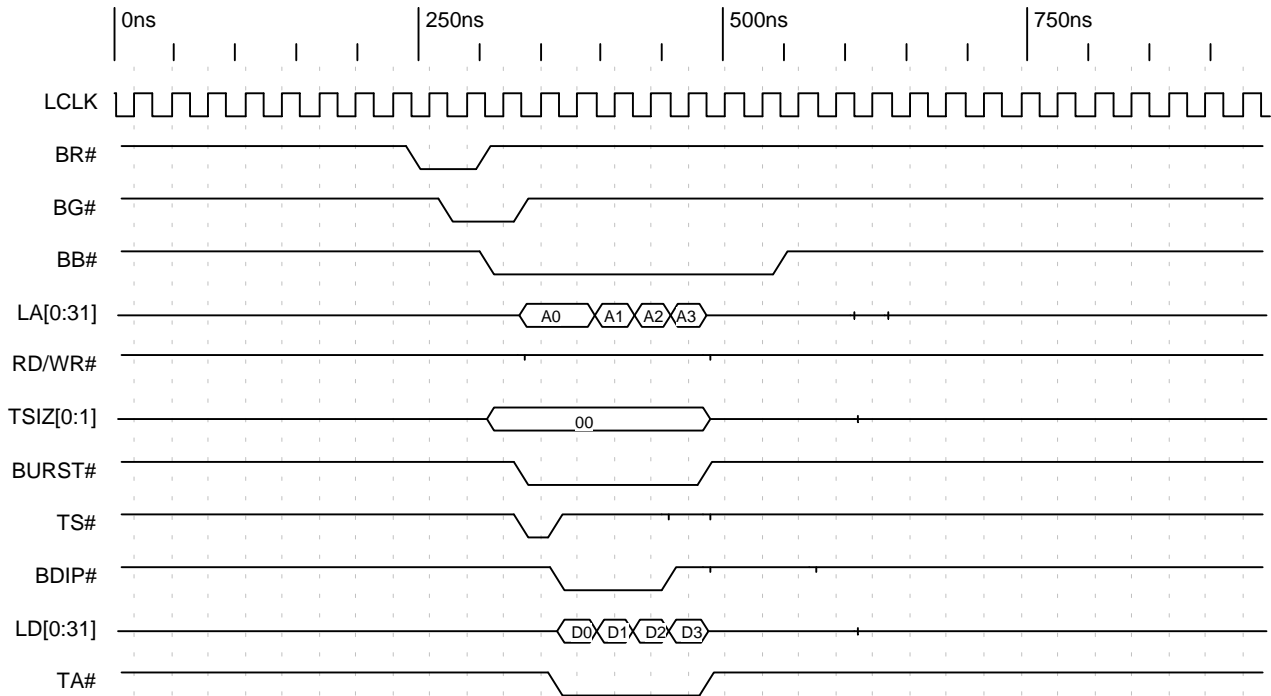 0ns 250ns 500ns 750ns
LCLK
BR#
BG#
BB#
LA[0:31] A0 A1 A2 A3
RD/WR#
TSIZ[0:1] 00
BURST#
TS#
BDIP#
LD[0:31] D0 D1 D2 D3
TA#